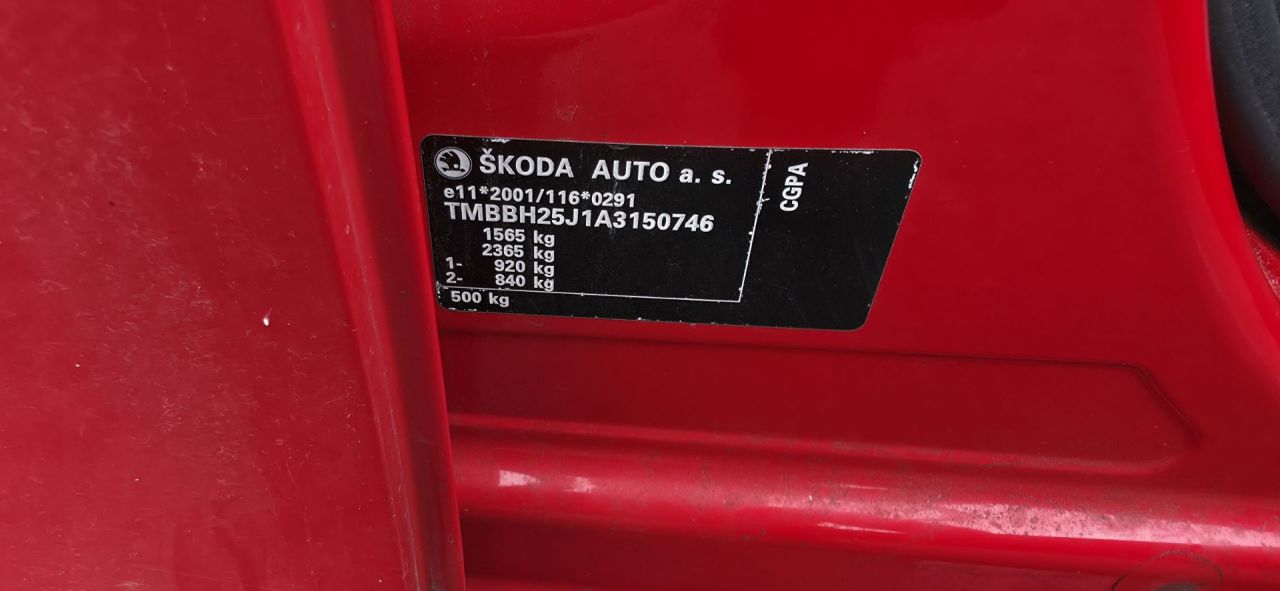 ŠKODA AUTO a. s.
e11*2001/116*0291
TMBBH25J1A3150746
1565 kg
2365 kg
1- 920 kg
2- 840 kg
500 kg
CGPA